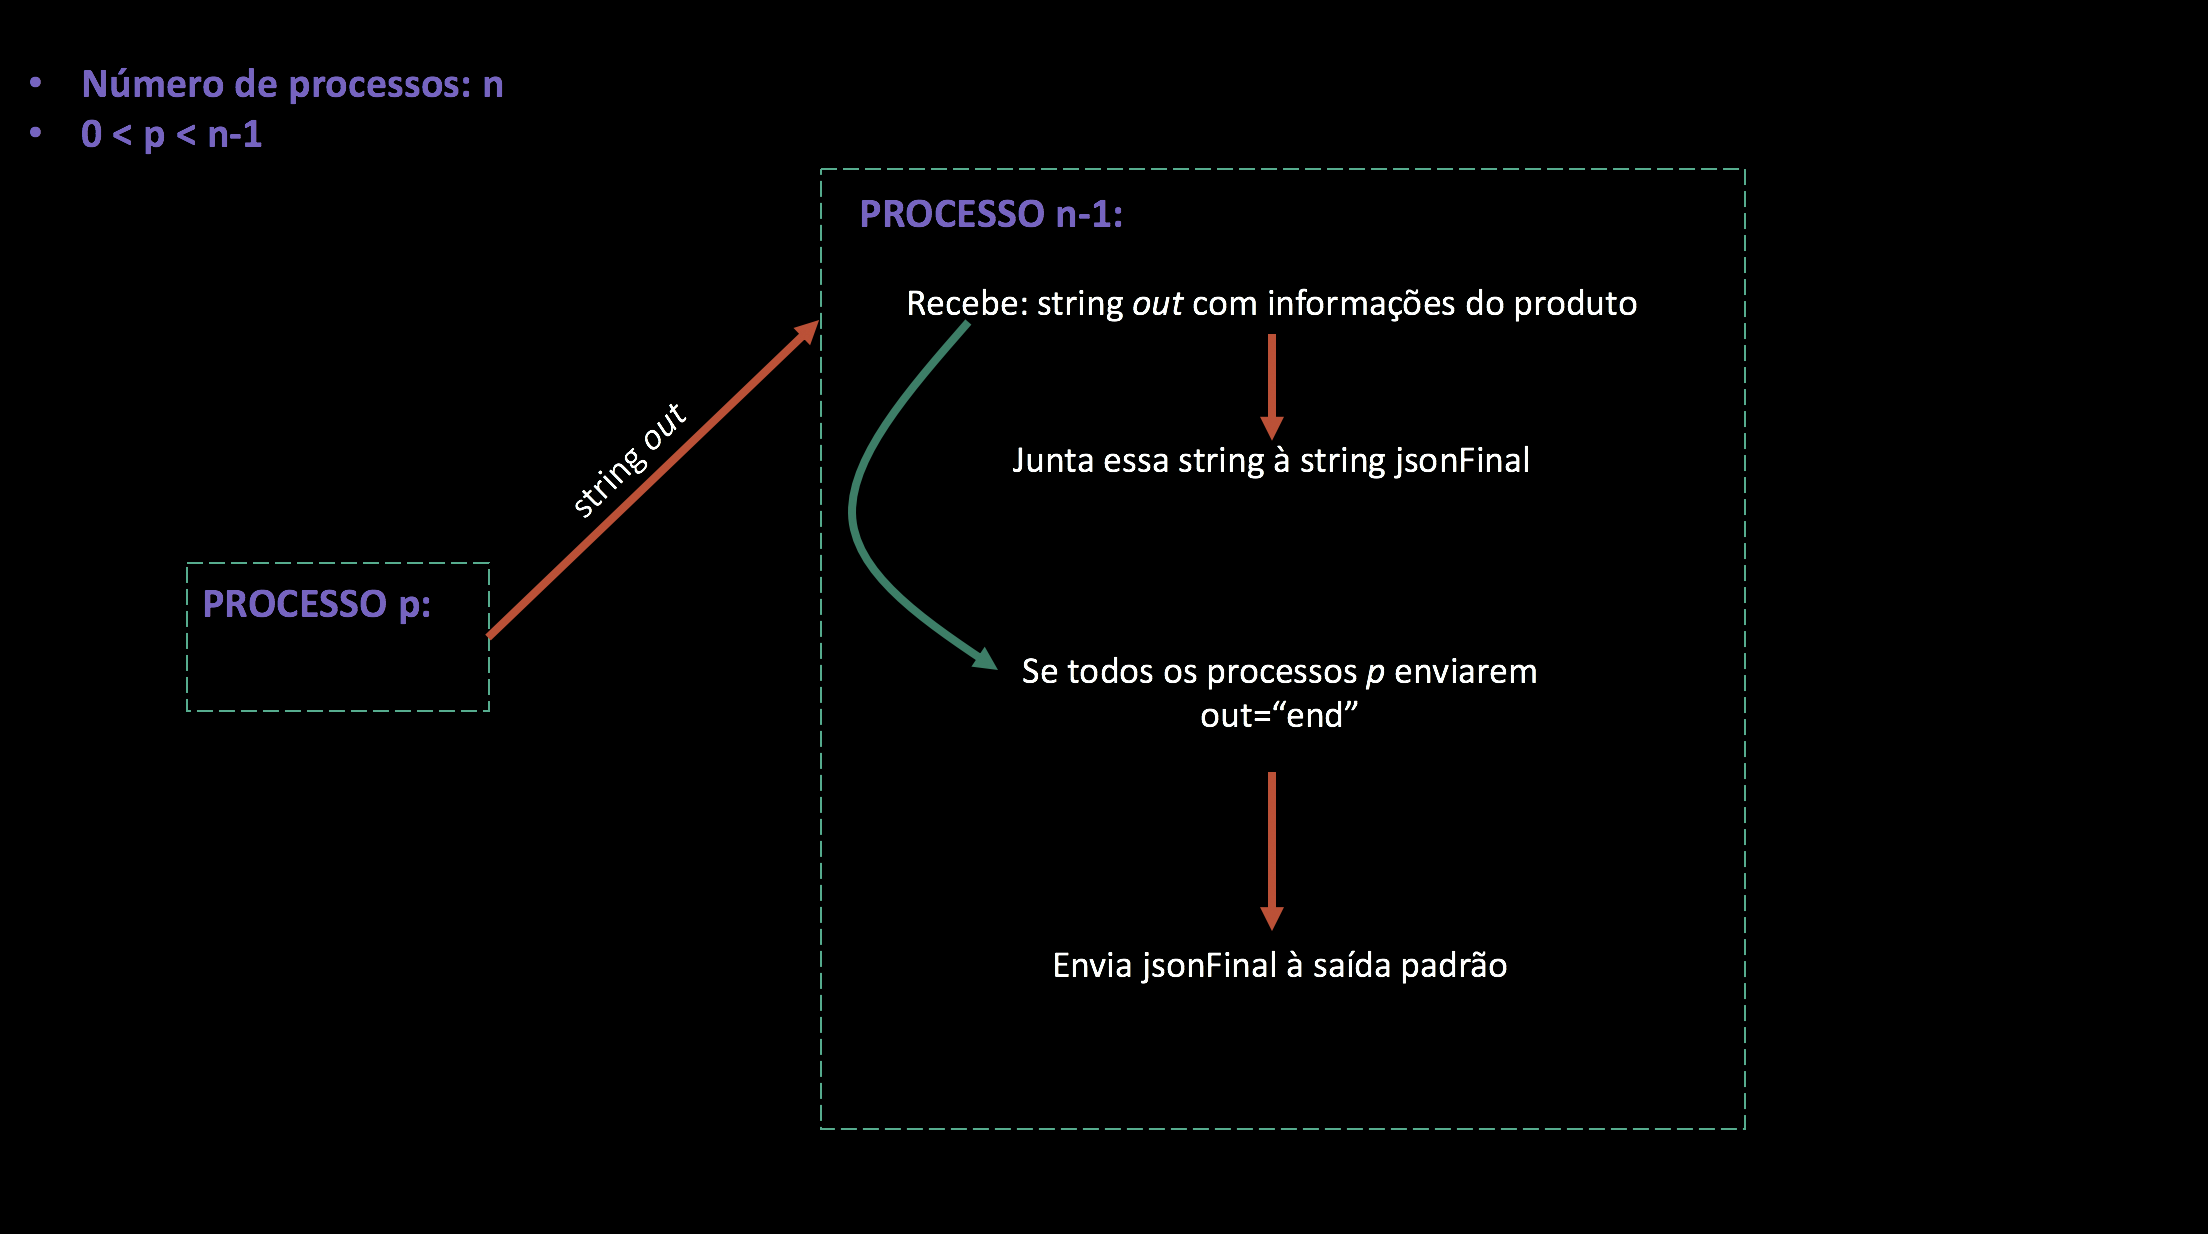 • Número de processos: n
• 0 < p < n-1
PROCESSO n-1:
Recebe: string out com informações do produto
string out
Junta essa string à string jsonFinal
PROCESSO p:
Se todos os processos p enviarem
out=“end”
Envia jsonFinal à saída padrão